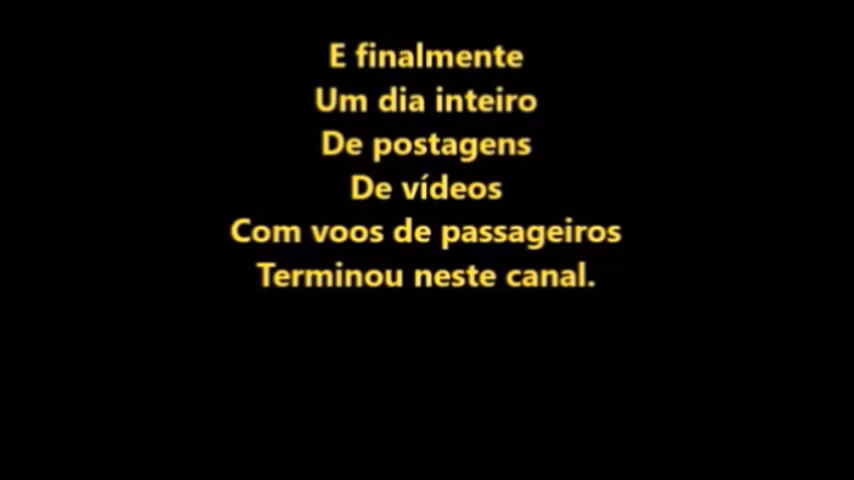 E finalmente
Um dia inteiro
De postagens
De vídeos
Com voos de passageiros
Terminou neste canal.